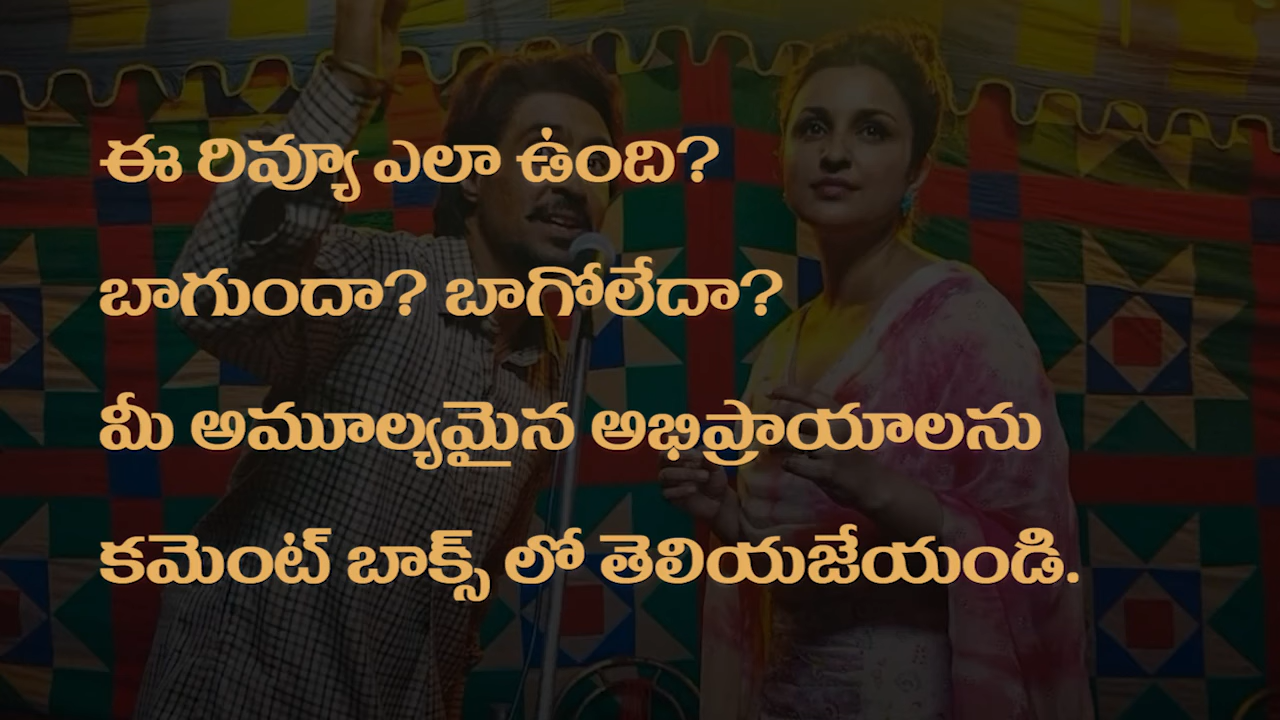 ఈ రివ్యూ ఎలా ఉంది?
బాగుందా? బాగోలేదా?
మీ అమూల్యమైన అభిప్రాయాలను
కమెంట్ బాక్స్ లో తెలియజేయండి.